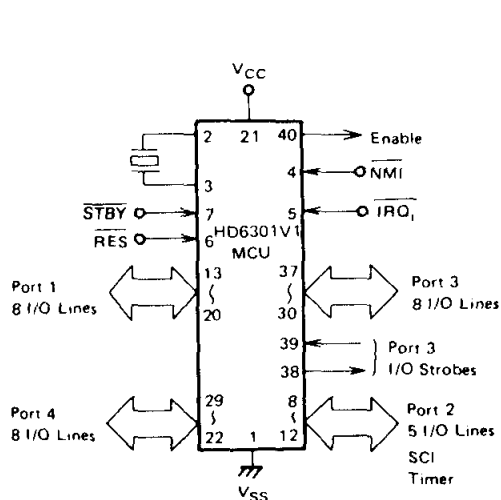 VCC
2 21 40 Enable
4 NMI
3
STBY 7 5 IRQ1
RES 6 HD6301V1
MCU
Port 1 13 37 Port 3
8 I/O Lines 20 30 8 I/O Lines
39 Port 3
38 I/O Strobes
Port 4 29 8 Port 2
8 I/O Lines 22 1 12 5 I/O Lines
SCI
VSS Timer